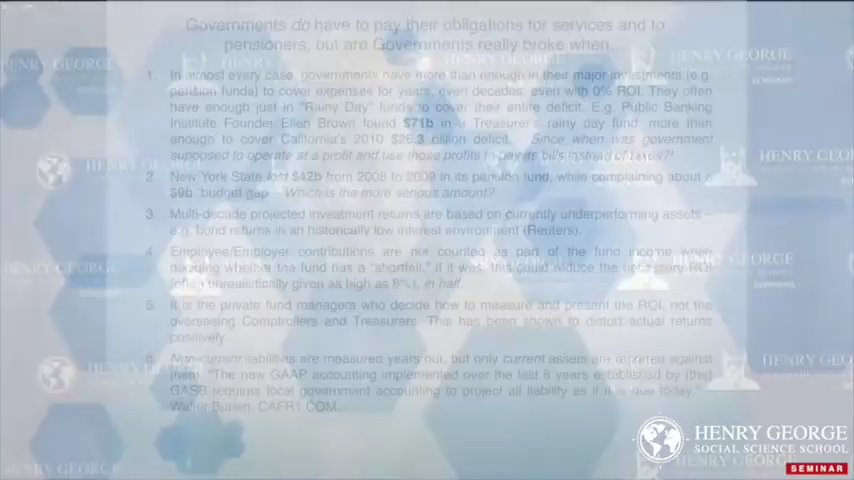 Governments do have to pay their obligations for services and to
pensioners, but are Governments really broke when...
1. In almost every case, governments have more than enough in their major investments (e.g.
pension funds) to cover expenses for years, even decades, even with 0% ROI. They often
have enough just in "Rainy Day" funds to cover their entire deficit. E.g. Public Banking
Institute Founder Ellen Brown found $71b in a Treasurer's rainy day fund, more than
enough to cover California's 2010 $26.3 billion deficit. Since when was government
supposed to operate at a profit and use those profits to pay its bills instead of taxes?!
2. New York State lost $42b from 2008 to 2009 in its pension fund, while complaining about a
$9b "budget gap." Which is the more serious amount?
3. Multi-decade projected investment returns are based on currently underperforming assets –
e.g. bond returns in an historically low interest environment (Reuters).
4. Employee/Employer contributions are not counted as part of the fund income when
deciding whether the fund has a "shortfall." If it was, this could reduce the necessary ROI
(often unrealistically given as high as 8%), in half.
5. It is the private fund managers who decide how to measure and present the ROI, not the
overseeing Comptrollers and Treasurers. This has been shown to distort actual returns
positively.
6. Non-current liabilities are measured years out, but only current assets are reported against
them. "The new GAAP accounting implemented over the last 8 years established by (the)
GASB requires local government accounting to project all liability as if it is due today." –
Walter Burien, CAFR1.COM.
HENRY GEORGE
SOCIAL SCIENCE SCHOOL
SEMINAR